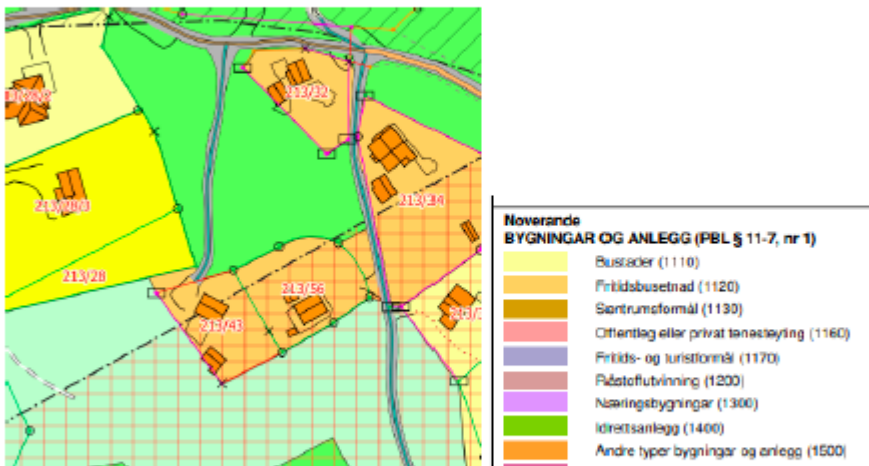 213/32
213/34
213/28/3
213/28
213/56
213/43
Noverande
BYGNINGAR OG ANLEGG (PBL § 11-7, nr 1)
Bustader (1110)
Fritidsbusetnad (1120)
Sentrumsformål (1130)
Offentleg eller privat tenesteyting (1160)
Fritids- og turistformål (1170)
Råstoffutvinning (1200)
Næringsbygningar (1300)
Idrettsanlegg (1400)
Andre typer bygningar og anlegg (1500)